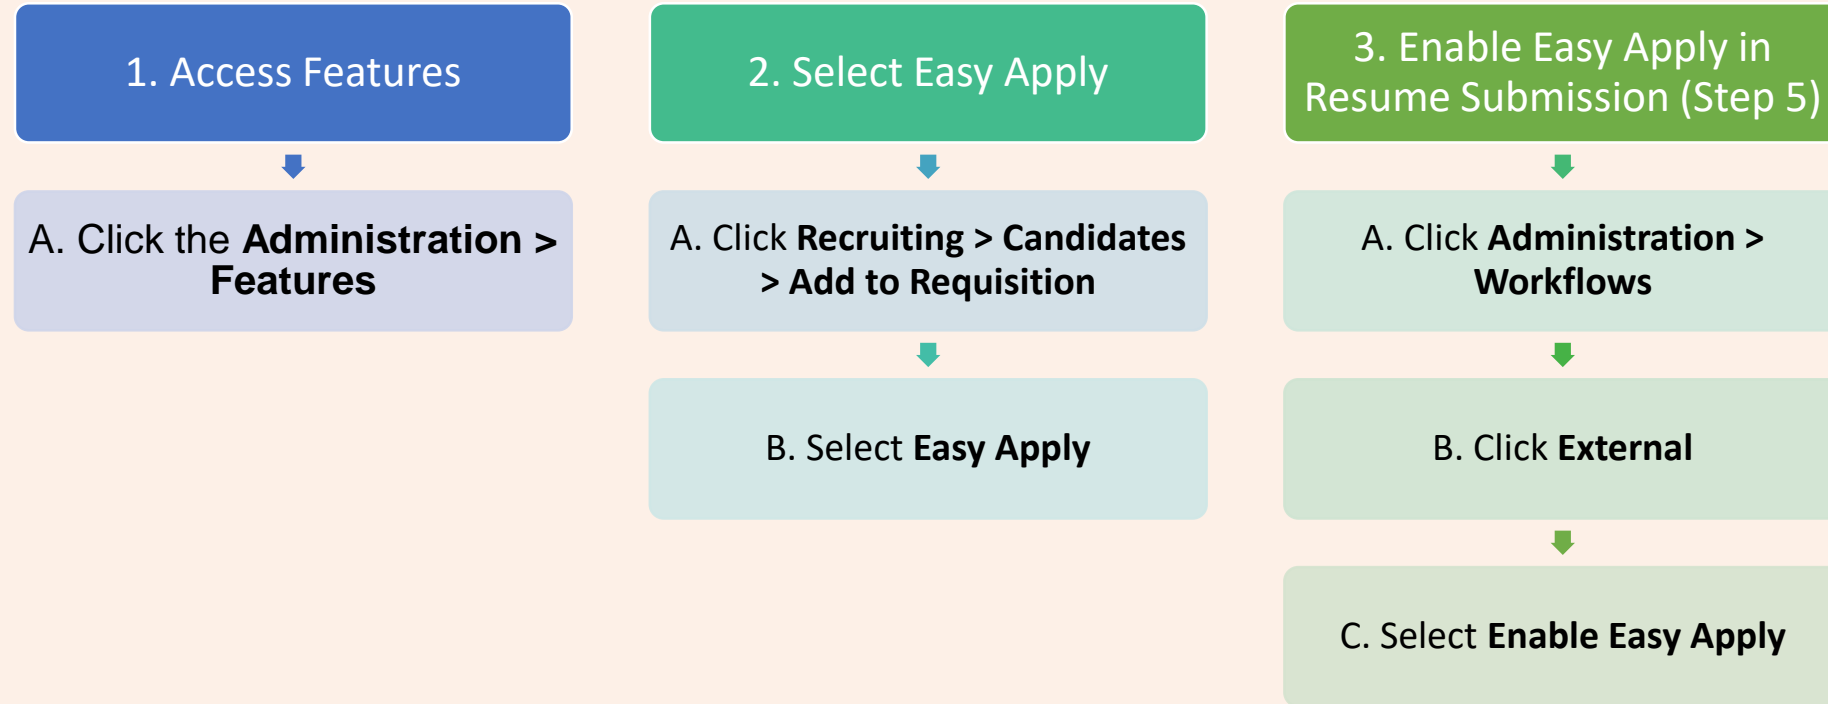 1. Access Features
A. Click the Administration >
Features
2. Select Easy Apply
A. Click Recruiting > Candidates
> Add to Requisition
B. Select Easy Apply
3. Enable Easy Apply in
Resume Submission (Step 5)
A. Click Administration >
Workflows
B. Click External
C. Select Enable Easy Apply